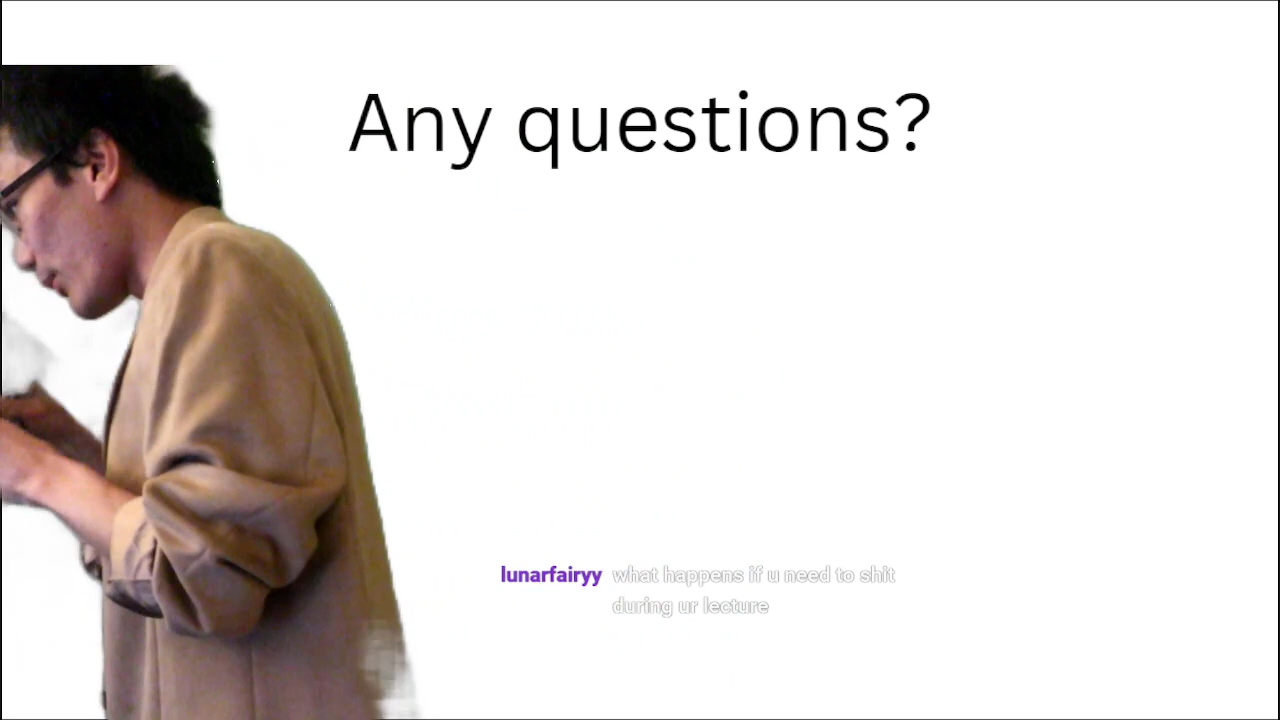 Any questions?
lunarfairyy what happens if u need to shit
during ur lecture